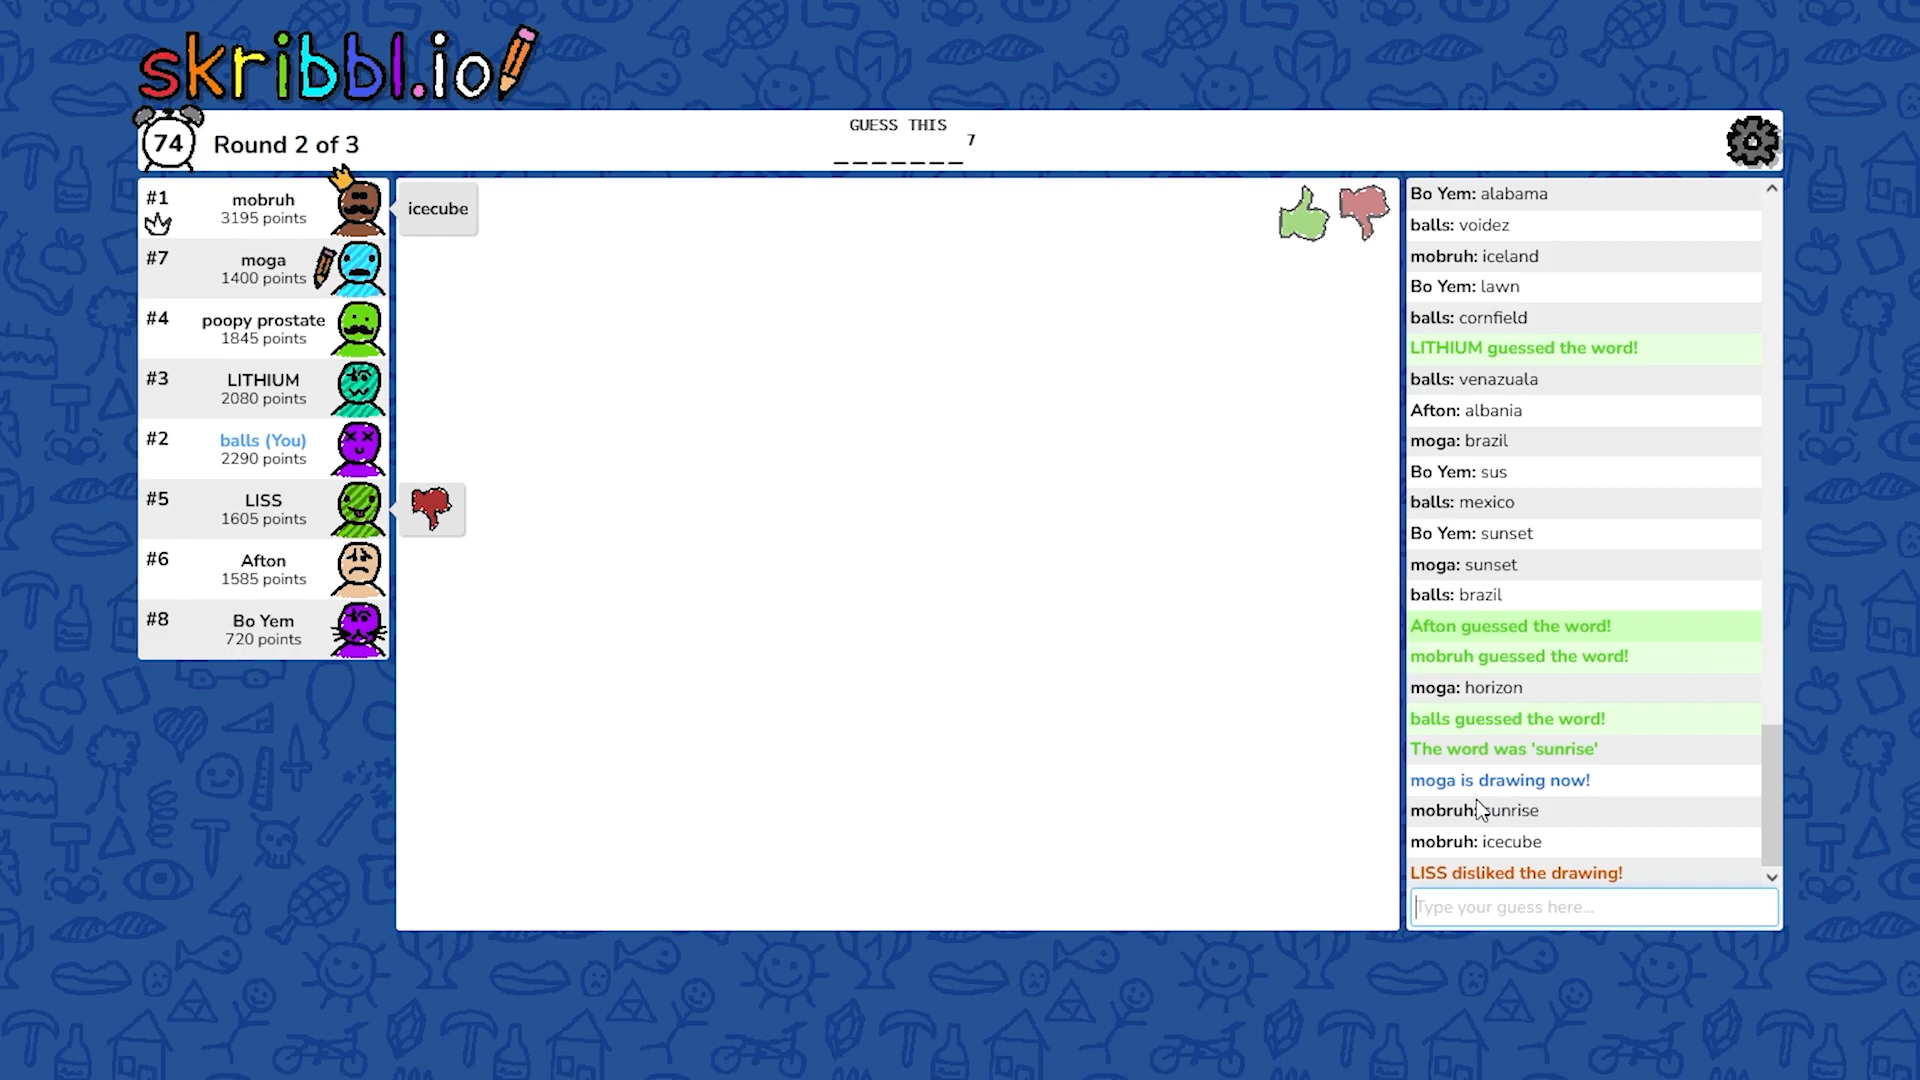 skribbl.io
74
Round 2 of 3
GUESS THIS
_ _ _ _ _ _ _ 7
#1
mobruh
3195 points
icecube
#7
moga
1400 points
#4
poopy prostate
1845 points
#3
LITHIUM
2080 points
#2
balls (You)
2290 points
#5
LISS
1605 points
#6
Afton
1585 points
#8
Bo Yem
720 points
Bo Yem: alabama
balls: voidez
mobruh: iceland
Bo Yem: lawn
balls: cornfield
LITHIUM guessed the word!
balls: venazuala
Afton: albania
moga: brazil
Bo Yem: sus
balls: mexico
Bo Yem: sunset
moga: sunset
balls: brazil
Afton guessed the word!
mobruh guessed the word!
moga: horizon
balls guessed the word!
The word was 'sunrise'
moga is drawing now!
mobruh: sunrise
mobruh: icecube
LISS disliked the drawing!
Type your guess here...